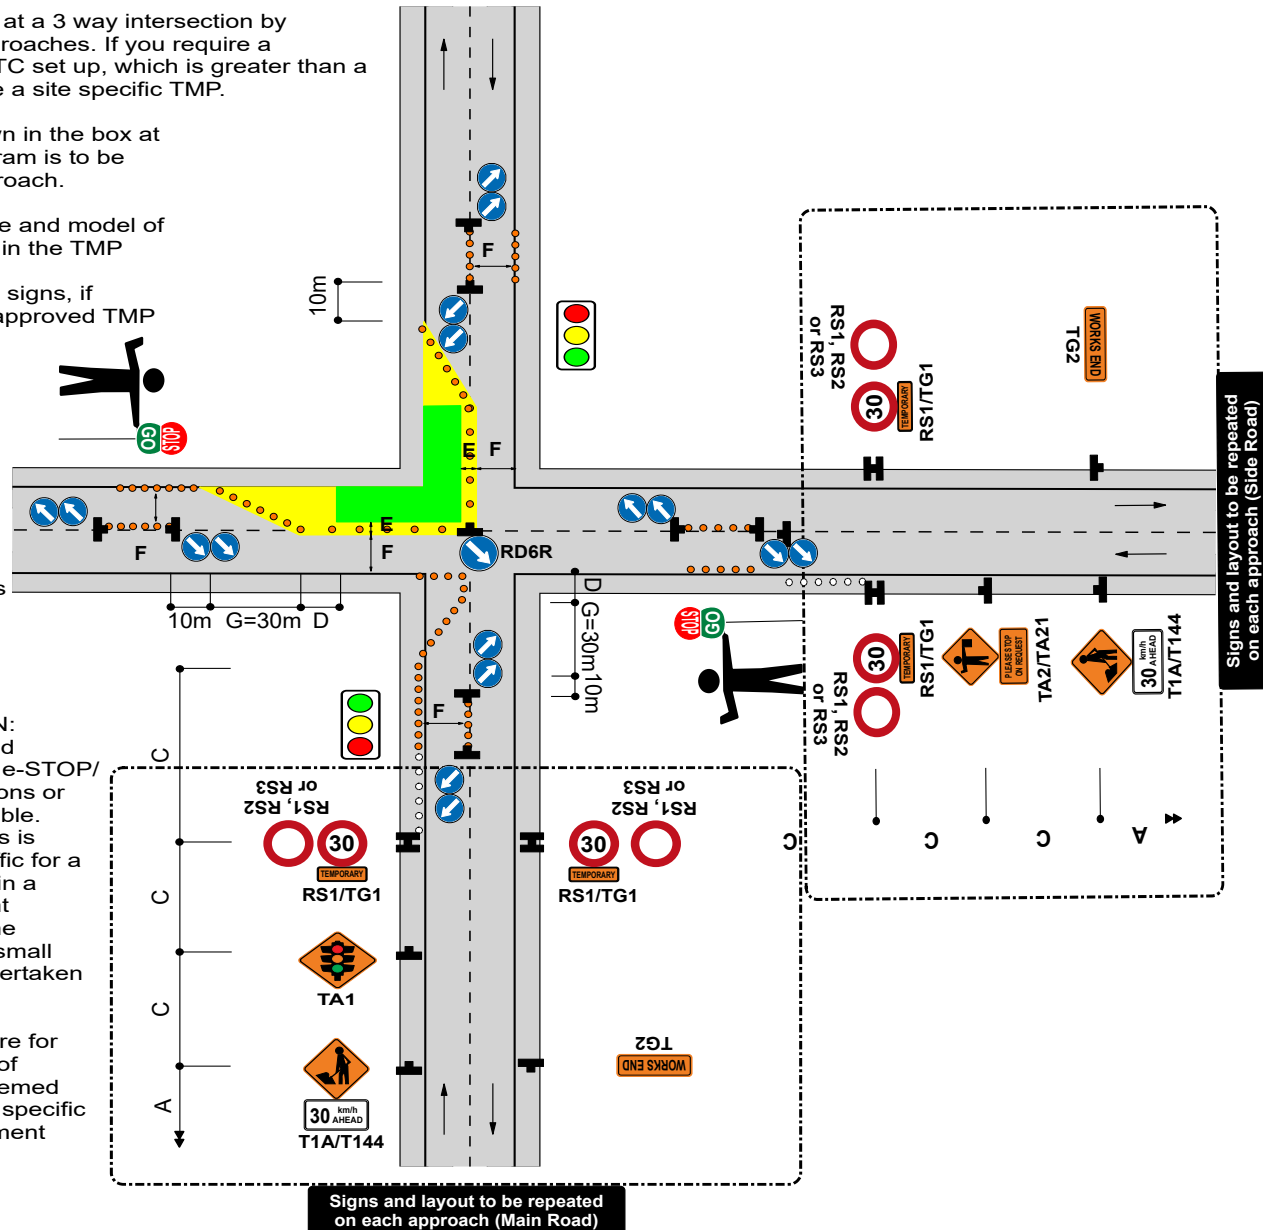 at a 3 way intersection by
roaches. If you require a
TC set up, which is greater than a
e a site specific TMP.
n in the box at
ram is to be
roach.
e and model of
in the TMP
signs, if
approved TMP
10m
F
GO
STOP
E
F
E
F
F
RD6R
10m
G=30m
D
D
G=30m
10m
F
s
N:
d
e-STOP/
ons or
ble.
s is
fic for a
in a
nt
ne
small
ertaken
re for
of
emed
specific
ment
C
C
C
A
RS1, RS2
or RS3
30
TEMPORARY
RS1/TG1
TA1
30 km/h
AHEAD
T1A/T144
RS1, RS2
or RS3
30
TEMPORARY
RS1/TG1
TG2
WORKS END
Signs and layout to be repeated
on each approach (Main Road)
RS1, RS2
or RS3
30
TEMPORARY
RS1/TG1
WORKS END
TG2
STOP
GO
30
TEMPORARY
RS1/TG1
RS1, RS2
or RS3
PLEASE STOP
ON REQUEST
TA2/TA21
30 km/h
AHEAD
T1A/T144
C
C
C
A
Signs and layout to be repeated
on each approach (Side Road)